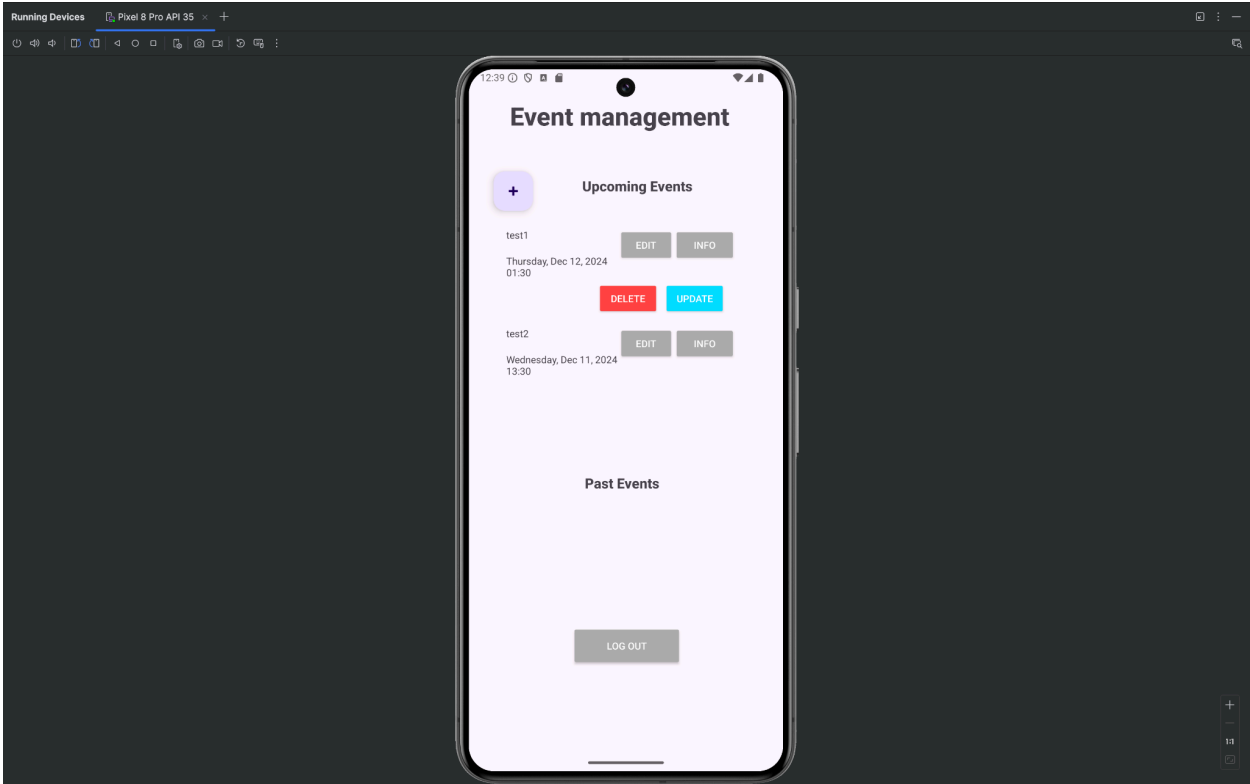 Running Devices Pixel 8 Pro API 35
12:39
Event management
+ Upcoming Events
test1 EDIT INFO
Thursday, Dec 12, 2024
01:30
DELETE UPDATE
test2 EDIT INFO
Wednesday, Dec 11, 2024
13:30
Past Events
LOG OUT
1:1